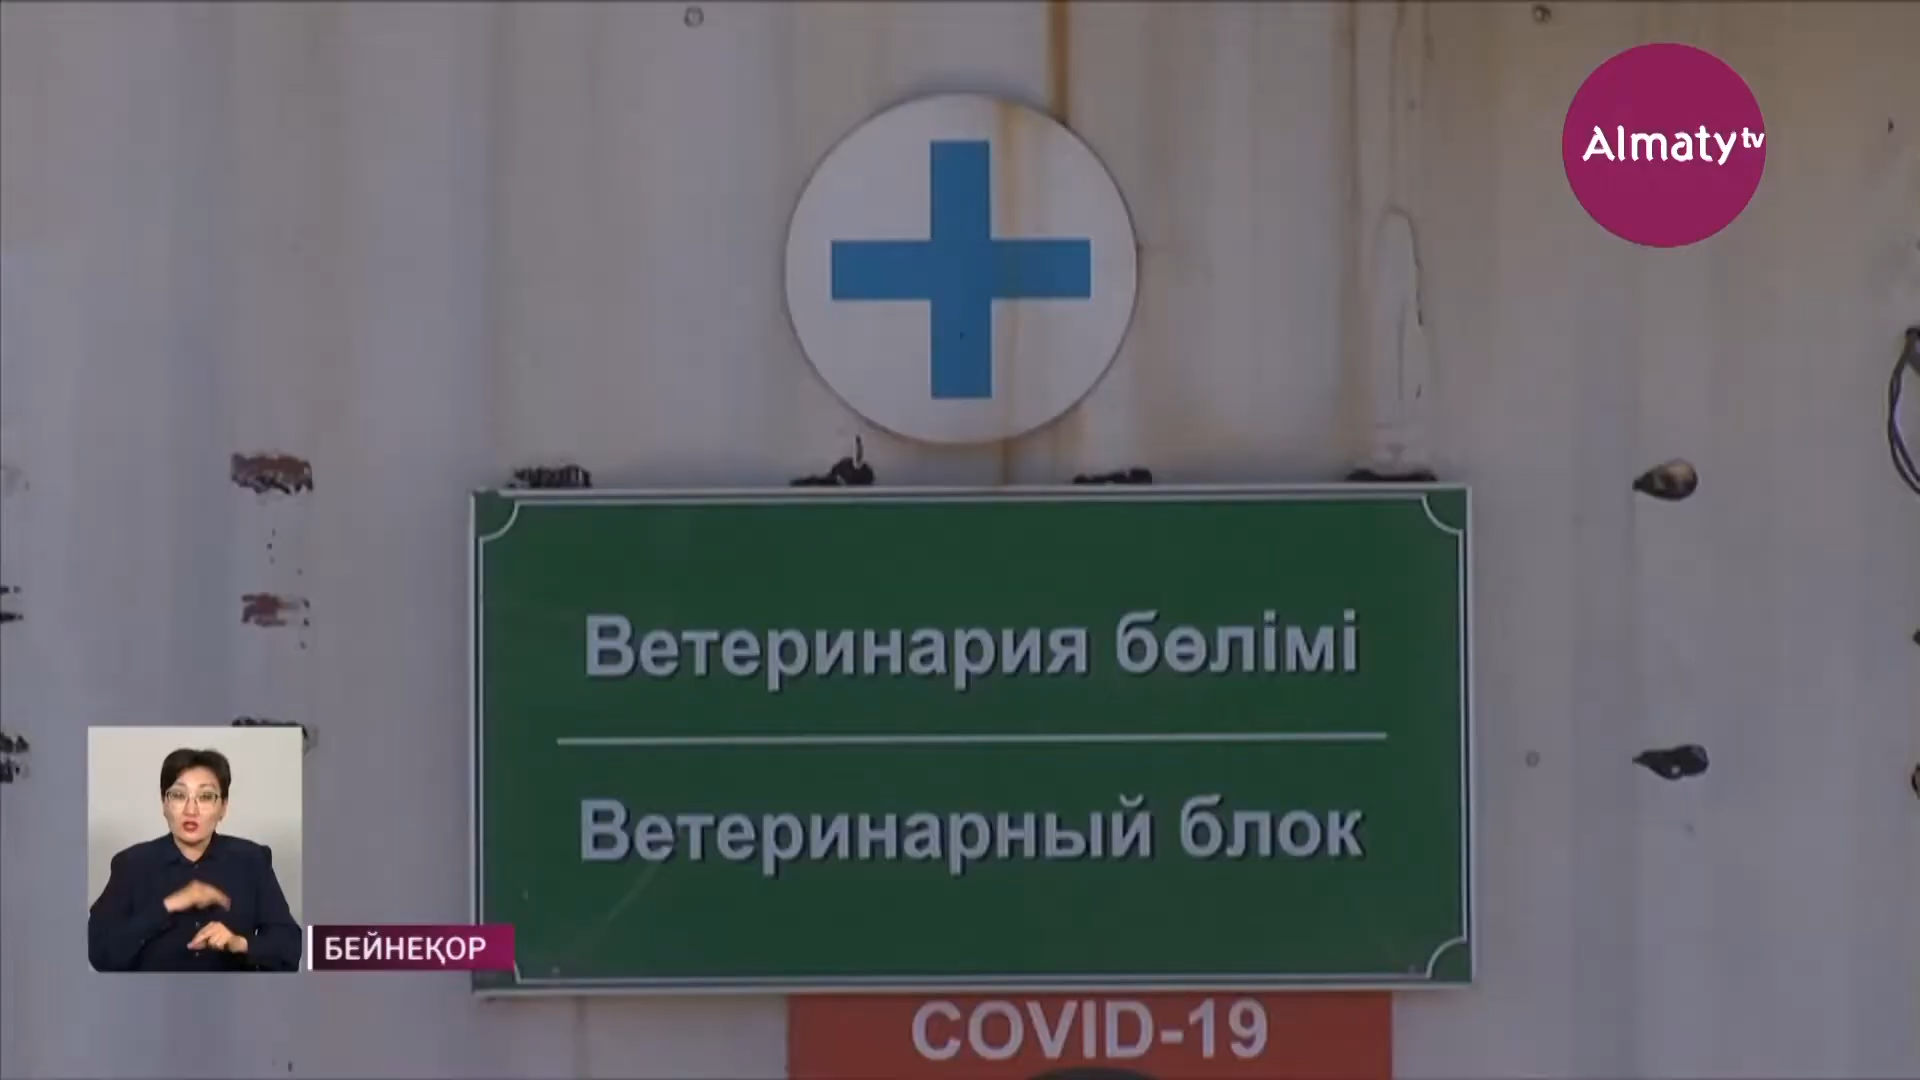 Almaty tv
Ветеринария бөлімі
Ветеринарный блок
БЕЙНЕҚОР
COVID-19